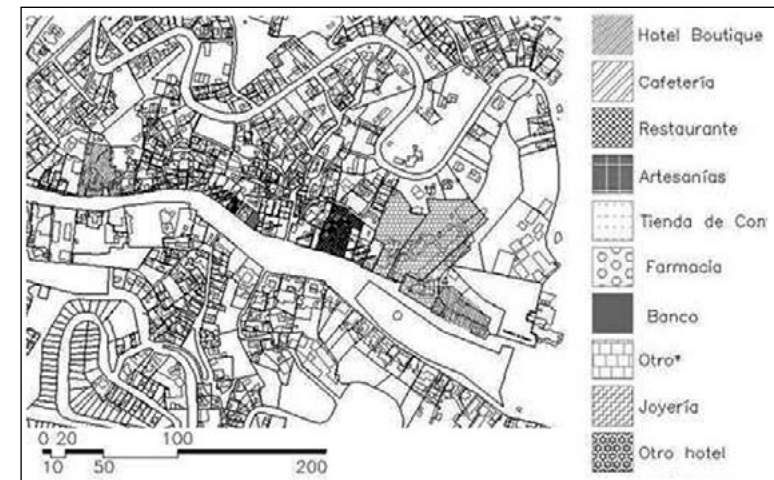 Hotel Boutique
Cafetería
Restaurante
Artesanías
Tienda de Con
Farmacia
Banco
Otro*
Joyería
Otro hotel
0 20 100
10 50 200